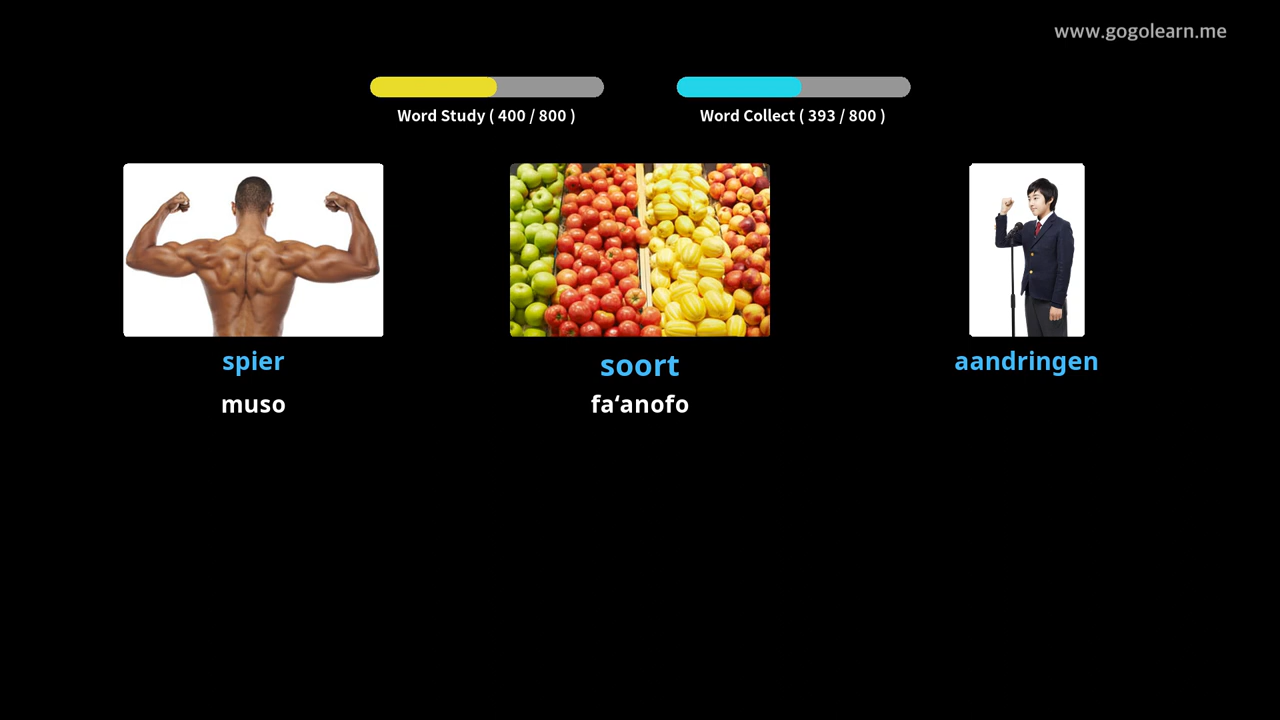 www.gogolearn.me
Word Study ( 400 / 800 )
Word Collect ( 393 / 800 )
spier
soort
aandringen
muso
fa‘anofo